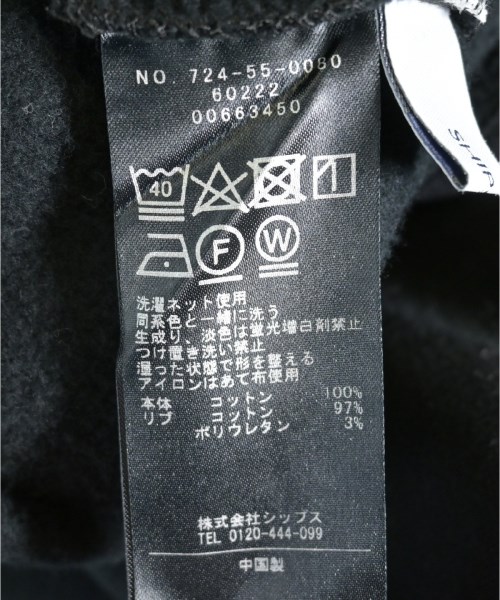 NO. 724-55-0080
60222
00663450
40
F W
洗濯ネット使用
同系色と一緒に洗う
生成り、淡色は蛍光増白剤禁止
つけ置き洗い禁止
湿った状態で形を整える
アイロンはあて布使用
本体 コットン 100%
リブ コットン 97%
ポリウレタン 3%
株式会社シップス
TEL 0120-444-099
中国製